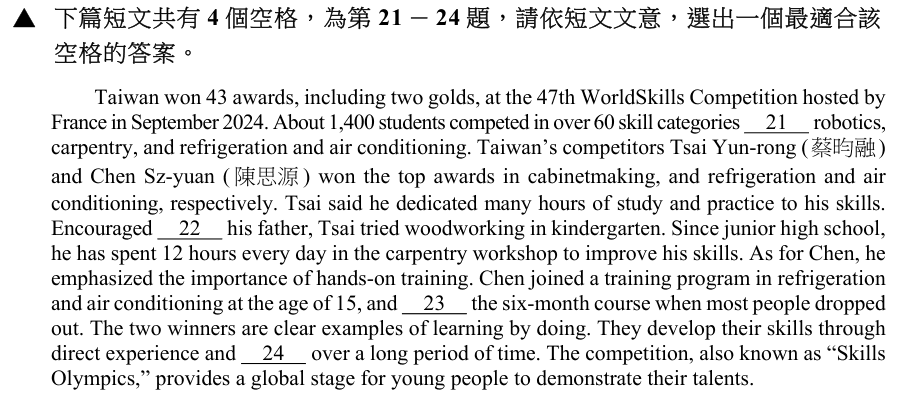 ▲ 下篇短文共有 4 個空格,為第 21 - 24 題,請依短文文意,選出一個最適合該
空格的答案。
Taiwan won 43 awards, including two golds, at the 47th WorldSkills Competition hosted by
France in September 2024. About 1,400 students competed in over 60 skill categories 21 robotics,
carpentry, and refrigeration and air conditioning. Taiwan's competitors Tsai Yun-rong (蔡昀融)
and Chen Sz-yuan (陳思源) won the top awards in cabinetmaking, and refrigeration and air
conditioning, respectively. Tsai said he dedicated many hours of study and practice to his skills.
Encouraged 22 his father, Tsai tried woodworking in kindergarten. Since junior high school,
he has spent 12 hours every day in the carpentry workshop to improve his skills. As for Chen, he
emphasized the importance of hands-on training. Chen joined a training program in refrigeration
and air conditioning at the age of 15, and 23 the six-month course when most people dropped
out. The two winners are clear examples of learning by doing. They develop their skills through
direct experience and 24 over a long period of time. The competition, also known as “Skills
Olympics,” provides a global stage for young people to demonstrate their talents.